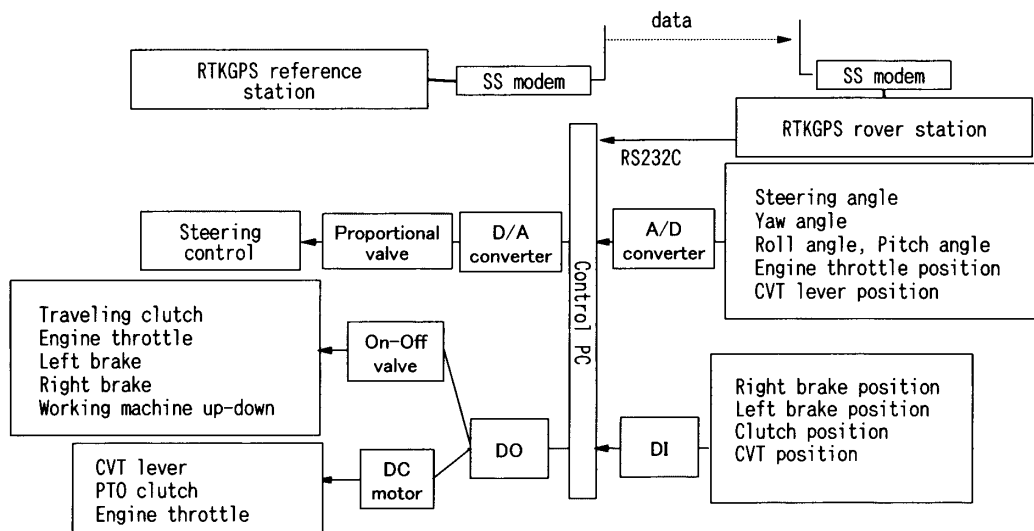 data
RTKGPS reference
station
SS modem
SS modem
RTKGPS rover station
RS232C
Steering
control
Proportional
valve
D/A
converter
Control PC
A/D
converter
Steering angle
Yaw angle
Roll angle, Pitch angle
Engine throttle position
CVT lever position
Traveling clutch
Engine throttle
Left brake
Right brake
Working machine up-down
On-Off
valve
CVT lever
PTO clutch
Engine throttle
DC
motor
DO
DI
Right brake position
Left brake position
Clutch position
CVT position